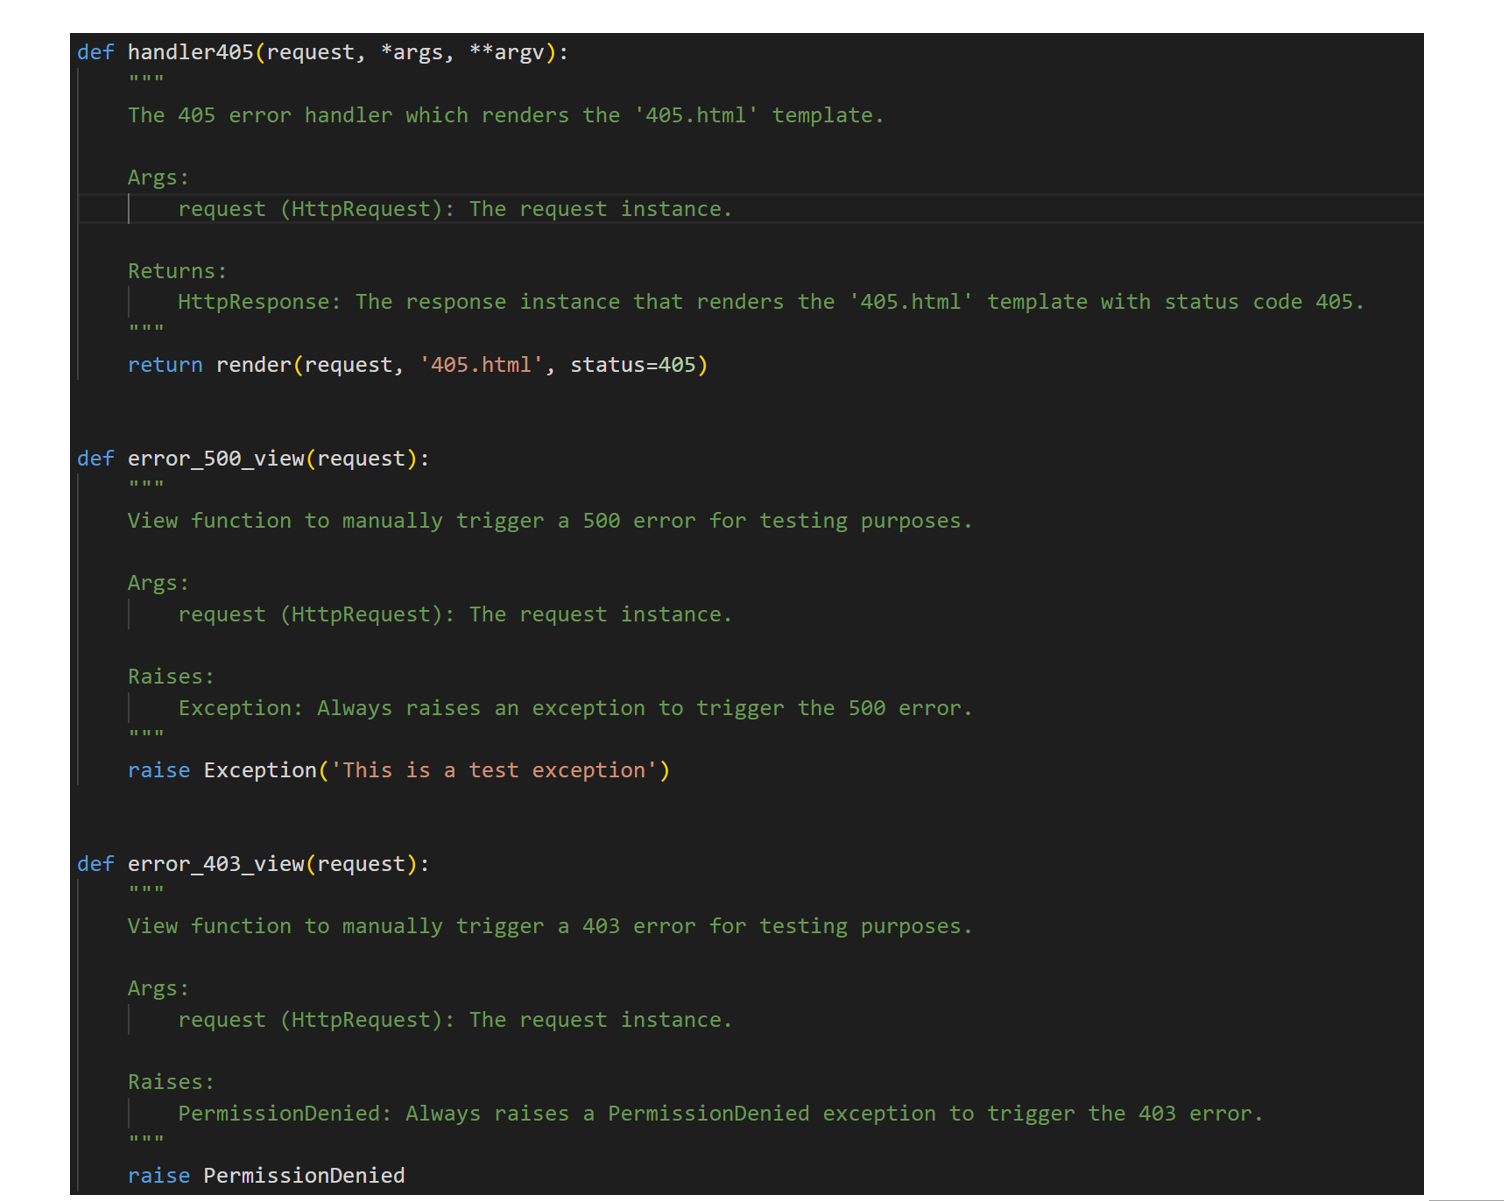 def handler405(request, *args, **argv):
"""
The 405 error handler which renders the '405.html' template.
Args:
request (HttpRequest): The request instance.
Returns:
HttpResponse: The response instance that renders the '405.html' template with status code 405.
"""
return render(request, '405.html', status=405)
def error_500_view(request):
"""
View function to manually trigger a 500 error for testing purposes.
Args:
request (HttpRequest): The request instance.
Raises:
Exception: Always raises an exception to trigger the 500 error.
"""
raise Exception('This is a test exception')
def error_403_view(request):
"""
View function to manually trigger a 403 error for testing purposes.
Args:
request (HttpRequest): The request instance.
Raises:
PermissionDenied: Always raises a PermissionDenied exception to trigger the 403 error.
"""
raise PermissionDenied